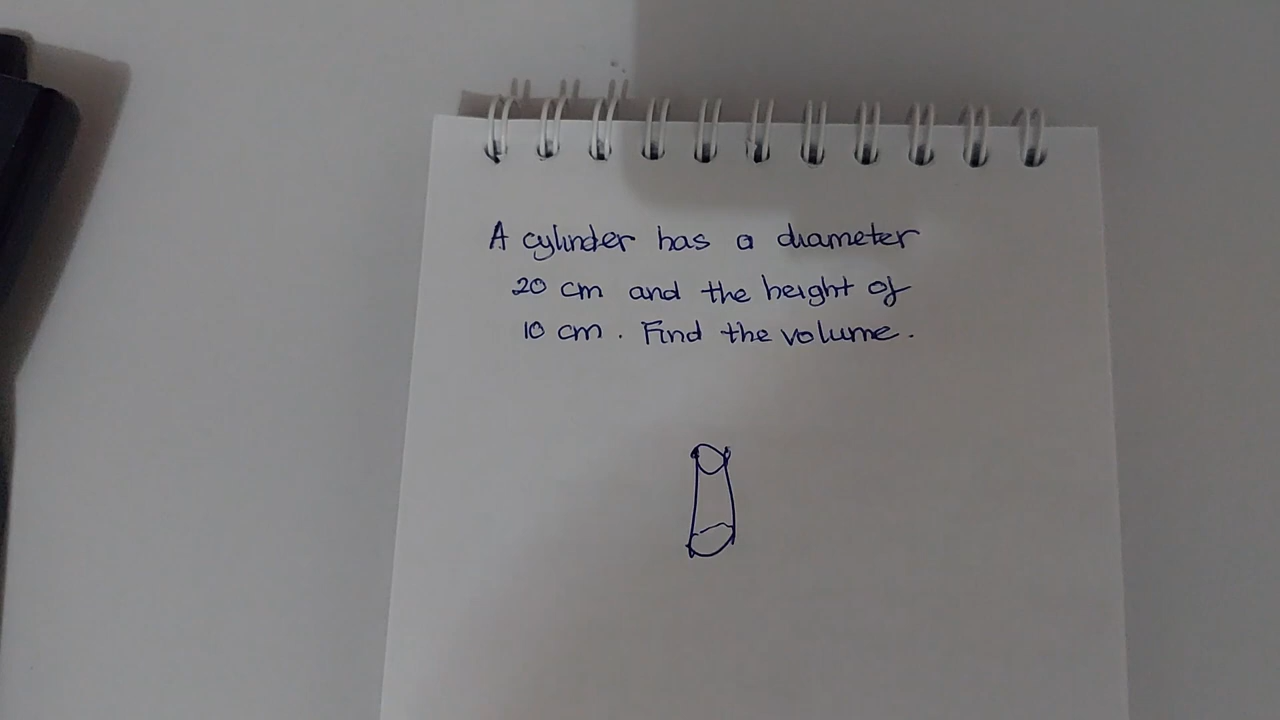 A cylinder has a diameter
20 cm and the height of
10 cm. Find the volume.